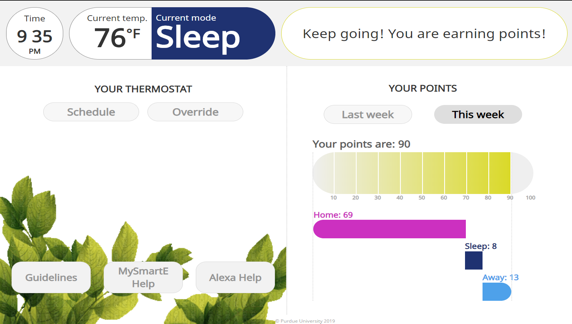 Time
9 35
PM
Current temp.
76°F
Current mode
Sleep
Keep going! You are earning points!
YOUR THERMOSTAT
Schedule
Override
YOUR POINTS
Last week
This week
Your points are: 90
10 20 30 40 50 60 70 80 90 100
Home: 69
Sleep: 8
Away: 13
Guidelines
MySmartE
Help
Alexa Help
© Purdue University 2019